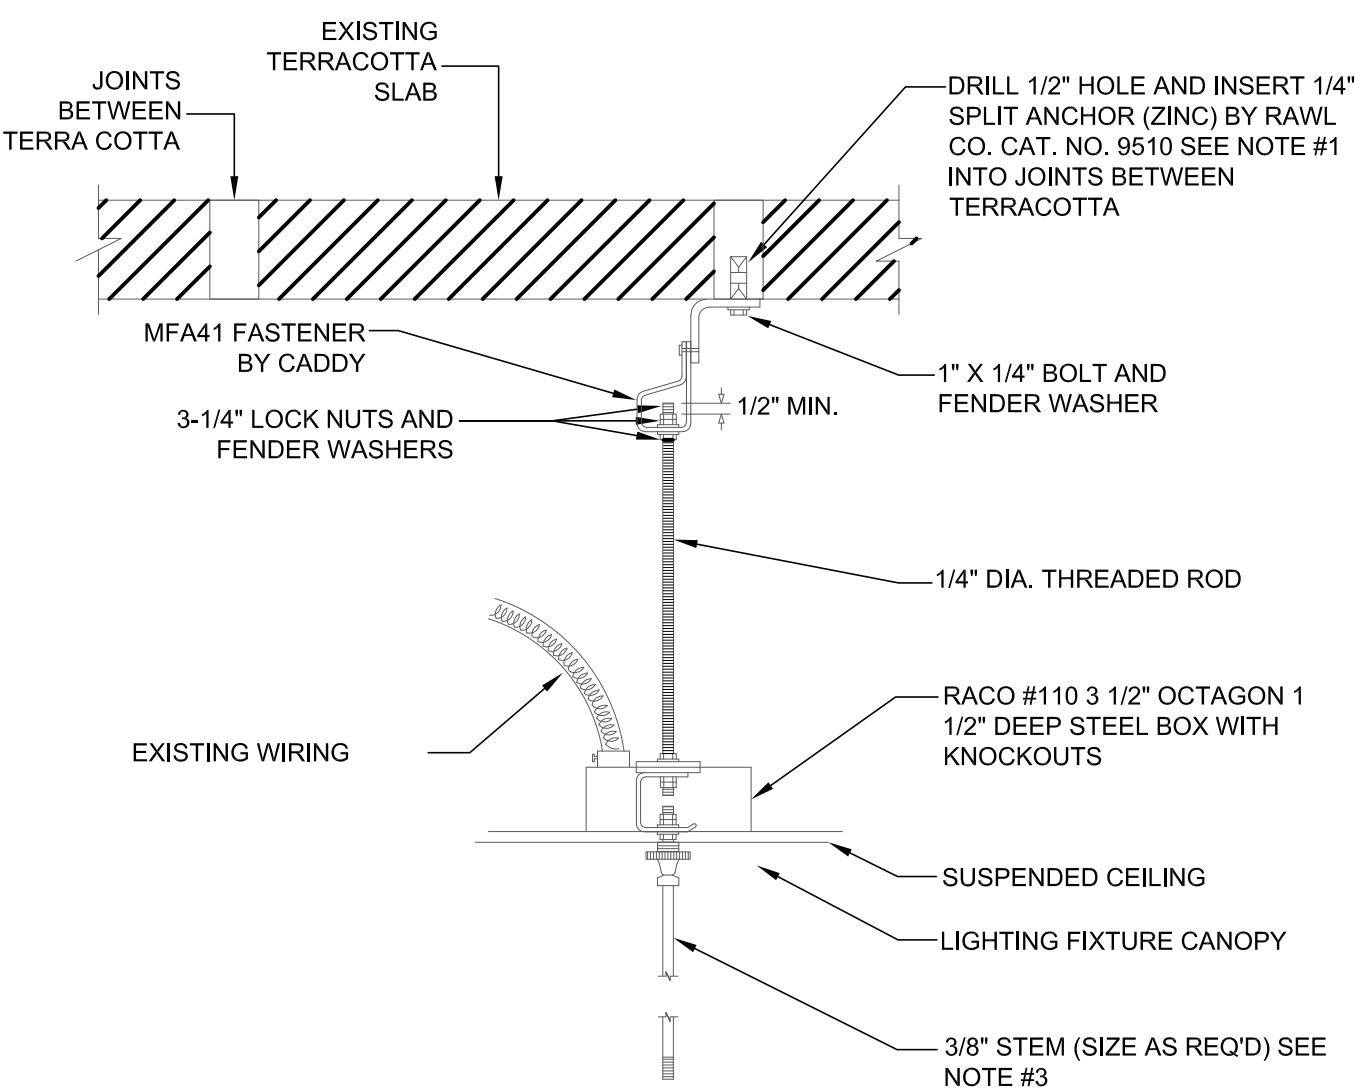 EXISTING
TERRACOTTA
SLAB
JOINTS
BETWEEN
TERRA COTTA
DRILL 1/2" HOLE AND INSERT 1/4"
SPLIT ANCHOR (ZINC) BY RAWL
CO. CAT. NO. 9510 SEE NOTE #1
INTO JOINTS BETWEEN
TERRACOTTA
MFA41 FASTENER
BY CADDY
1" X 1/4" BOLT AND
FENDER WASHER
1/2" MIN.
3-1/4" LOCK NUTS AND
FENDER WASHERS
1/4" DIA. THREADED ROD
RACO #110 3 1/2" OCTAGON 1
1/2" DEEP STEEL BOX WITH
KNOCKOUTS
EXISTING WIRING
SUSPENDED CEILING
LIGHTING FIXTURE CANOPY
3/8" STEM (SIZE AS REQ'D) SEE
NOTE #3